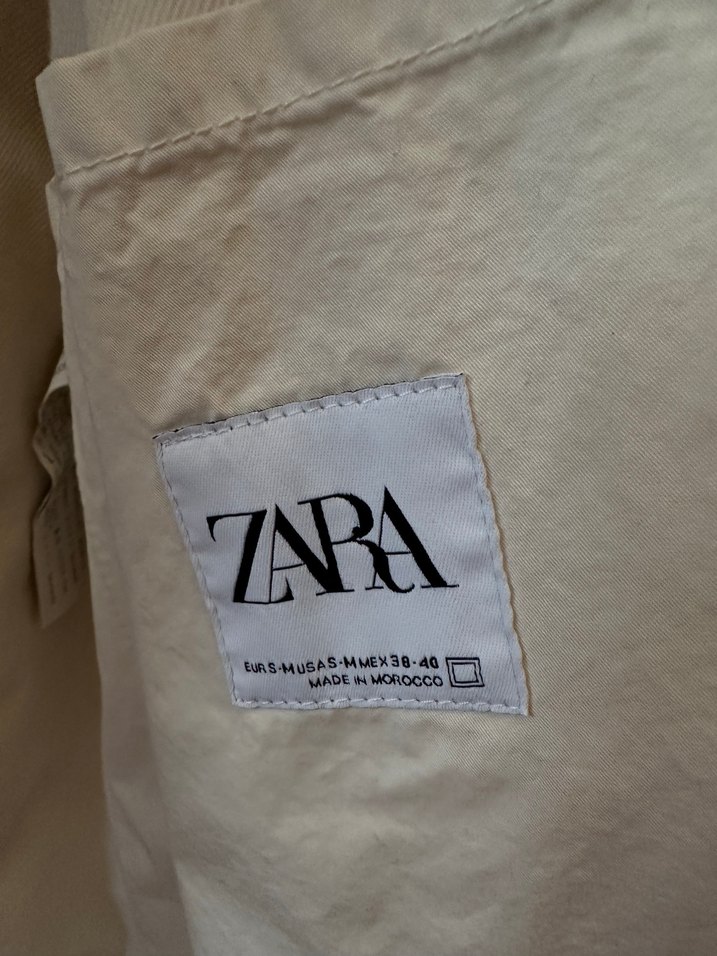 ZARA
EUR S-M USA S-M MEX 38-40
MADE IN MOROCCO